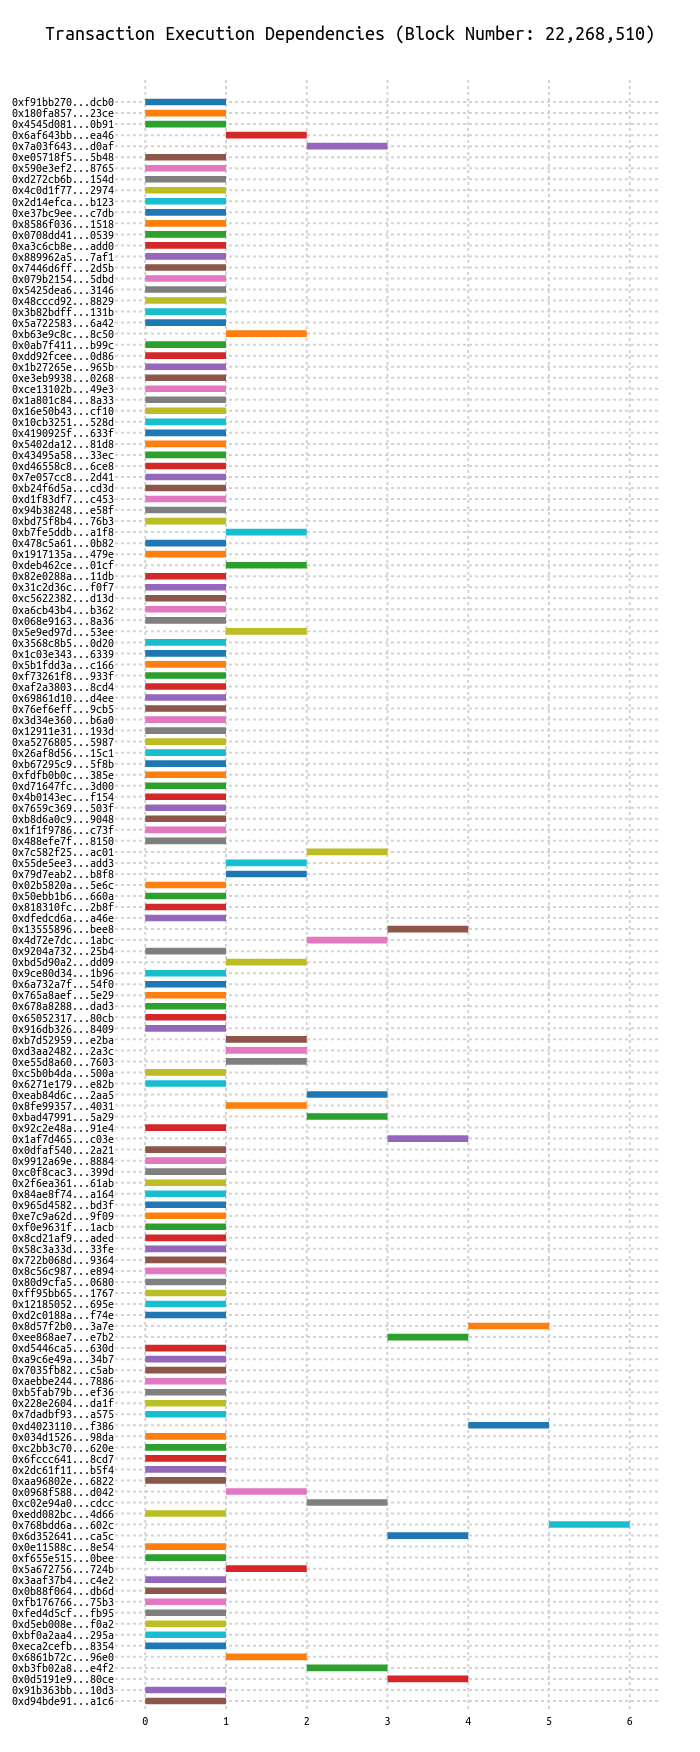 Transaction Execution Dependencies (Block Number: 22,268,510)
0xf91bb270...dcb0
0x180fa857...23ce
0x4545d081...0b91
0x6af643bb...ea46
0x7a03f643...d0af
0xe05718f5...5b48
0x590e3ef2...8765
0xd272cb6b...154d
0x4c0d1f77...2974
0x2d14efca...b123
0xe37bc9ee...c7db
0x8586f036...1518
0x0708dd41...0539
0xa3c6cb8e...add0
0x889962a5...7af1
0x7446d6ff...2d5b
0x079b2154...5dbd
0x5425dea6...3146
0x48cccd92...8829
0x3b82bdff...131b
0x5a722583...6a42
0xb63e9c8c...8c50
0x0ab7f411...b99c
0xdd92fcee...0d86
0x1b27265e...965b
0xe3eb9938...0268
0xce13102b...49e3
0x1a801c84...8a33
0x16e50b43...cf10
0x10cb3251...528d
0x4190925f...633f
0x5402da12...81d8
0x43495a58...33ec
0xd46558c8...6ce8
0x7e057cc8...2d41
0xb24f6d5a...cd3d
0xd1f83df7...c453
0x94b38248...e58f
0xbd75f8b4...76b3
0xb7fe5ddb...a1f8
0x478c5a61...0b82
0x1917135a...479e
0xdeb462ce...01cf
0x82e0288a...11db
0x31c2d36c...f0f7
0xc5622382...d13d
0xa6cb43b4...b362
0x068e9163...8a36
0x5e9ed97d...53ee
0x3568c8b5...0d20
0x1c03e343...6339
0x5b1fdd3a...c166
0xf73261f8...933f
0xaf2a3803...8cd4
0x69861d10...d4ee
0x76ef6eff...9cb5
0x3d34e360...b6a0
0x12911e31...193d
0xa5276805...5987
0x26af8d56...15c1
0xb67295c9...5f8b
0xfdfb0b0c...385e
0xd71647fc...3d00
0x4b0143ec...f154
0x7659c369...503f
0xb8d6a0c9...9048
0x1f1f9786...c73f
0x488efe7f...8150
0x7c582f25...ac01
0x55de5ee3...add3
0x79d7eab2...b8f8
0x02b5820a...5e6c
0x50ebb1b6...660a
0x818310fc...2b8f
0xdfedcd6a...a46e
0x13555896...bee8
0x4d72e7dc...1abc
0x9204a732...25b4
0xbd5d90a2...dd09
0x9ce80d34...1b96
0x6a732a7f...54f0
0x765a8aef...5e29
0x678a8288...dad3
0x65052317...80cb
0x916db326...8409
0xb7d52959...e2ba
0xd3aa2482...2a3c
0xe55d8a60...7603
0xc5b0b4da...500a
0x6271e179...e82b
0xeab84d6c...2aa5
0x8fe99357...4031
0xbad47991...5a29
0x92c2e48a...91e4
0x1af7d465...c03e
0x0dfaf540...2a21
0x9912a69e...8884
0xc0f8cac3...399d
0x2f6ea361...61ab
0x84ae8f74...a164
0x965d4582...bd3f
0xe7c9a62d...9f09
0xf0e9631f...1acb
0x8cd21af9...aded
0x58c3a33d...33fe
0x722b068d...9364
0x8c56c987...e894
0x80d9cfa5...0680
0xff95bb65...1767
0x12185052...695e
0xd2c0188a...f74e
0x8d57f2b0...3a7e
0xee868ae7...e7b2
0xd5446ca5...630d
0xa9c6e49a...34b7
0x7035fb82...c5ab
0xaebbe244...7886
0xb5fab79b...ef36
0x228e2604...da1f
0x7dadbf93...a575
0xd4023110...f386
0x034d1526...98da
0xc2bb3c70...620e
0x6fccc641...8cd7
0x2dc61f11...b5f4
0xaa96802e...6822
0x0968f588...d042
0xc02e94a0...cdcc
0xedd082bc...4d66
0x768bdd6a...602c
0x6d352641...ca5c
0x0e11588c...8e54
0xf655e515...0bee
0x5a672756...724b
0x3aaf37b4...c4e2
0x0b88f064...db6d
0xfb176766...75b3
0xfed4d5cf...fb95
0xd5eb008e...f0a2
0xbf0a2aa4...295a
0xeca2cefb...8354
0x6861b72c...96e0
0xb3fb02a8...e4f2
0x0d5191e9...80ce
0x91b363bb...10d3
0xd94bde91...a1c6
0 1 2 3 4 5 6